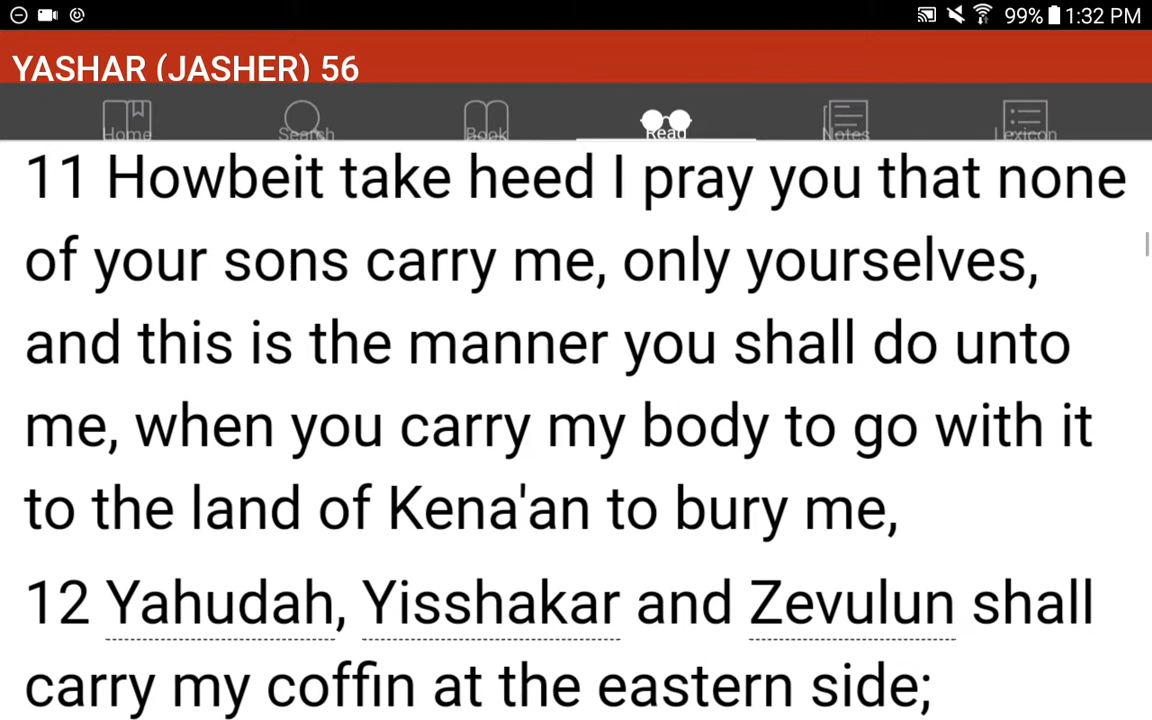 99% 1:32 PM
YASHAR (JASHER) 56
Home Search Book Read Notes Lexicon
11 Howbeit take heed I pray you that none
of your sons carry me, only yourselves,
and this is the manner you shall do unto
me, when you carry my body to go with it
to the land of Kena'an to bury me,
12 Yahudah, Yisshakar and Zevulun shall
carry my coffin at the eastern side;